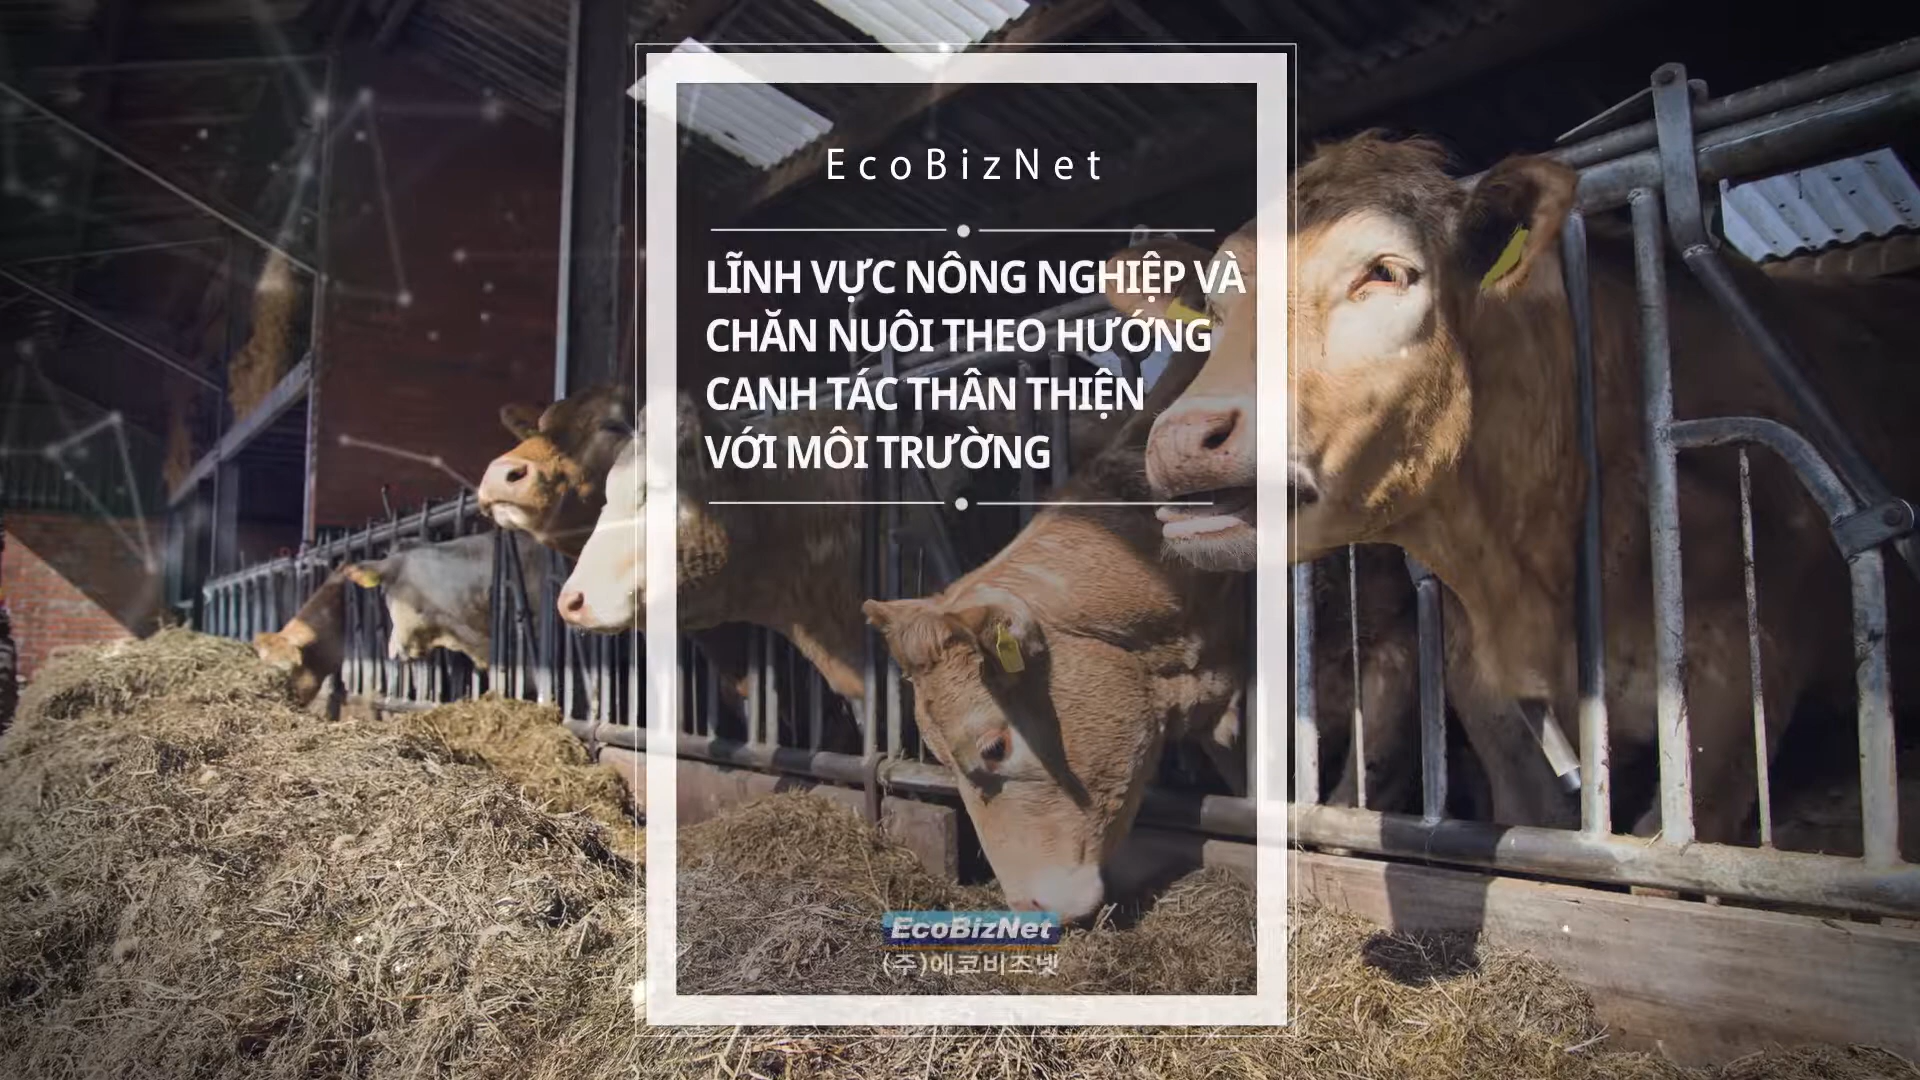 EcoBizNet
LĨNH VỰC NÔNG NGHIỆP VÀ
CHĂN NUÔI THEO HƯỚNG
CANH TÁC THÂN THIỆN
VỚI MÔI TRƯỜNG
EcoBizNet
(주)에코비즈넷